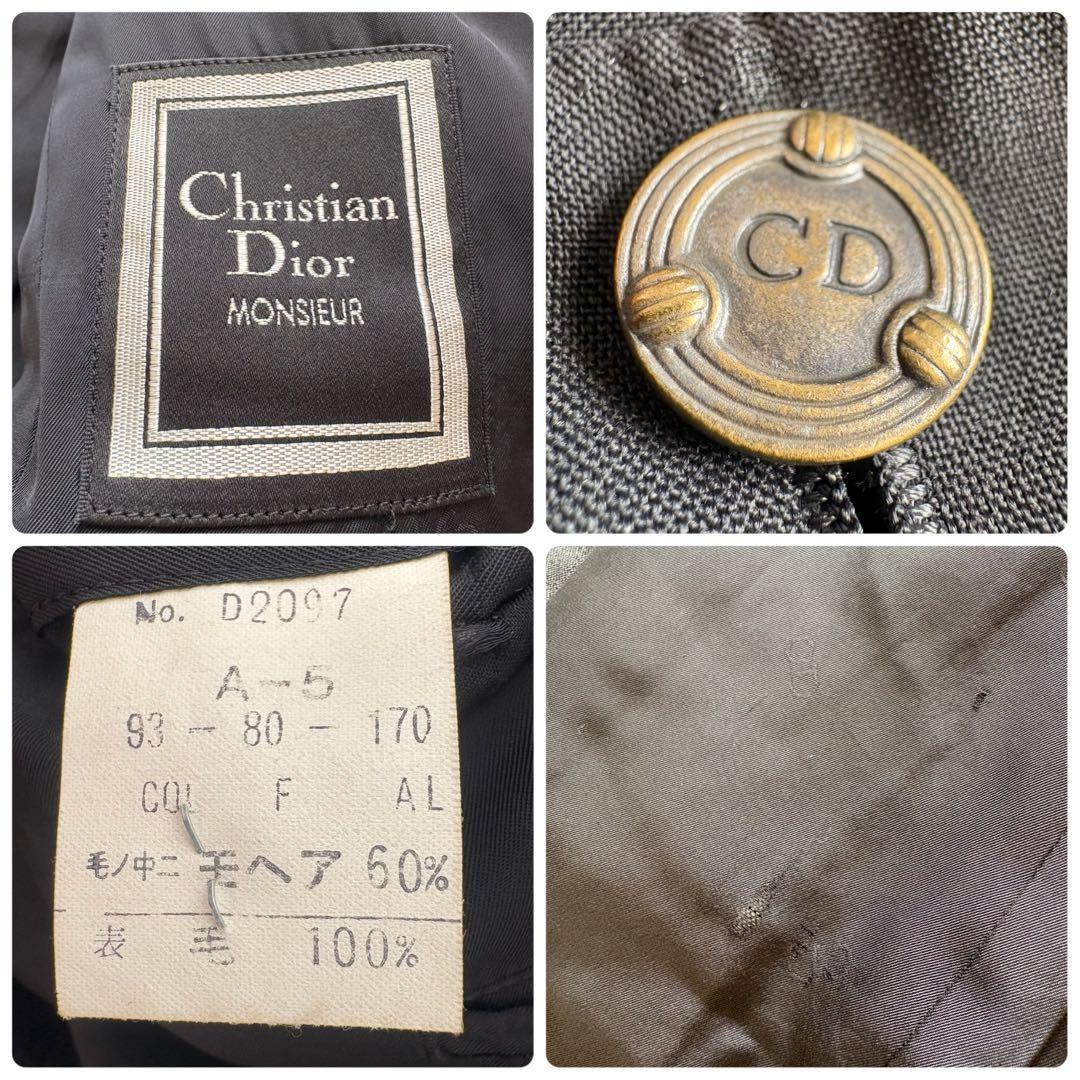 Christian
Dior
MONSIEUR
CD
No. D2097
A-5
93 - 80 - 170
COL F AL
毛ノ中ニ モヘア 60%
表 毛 100%